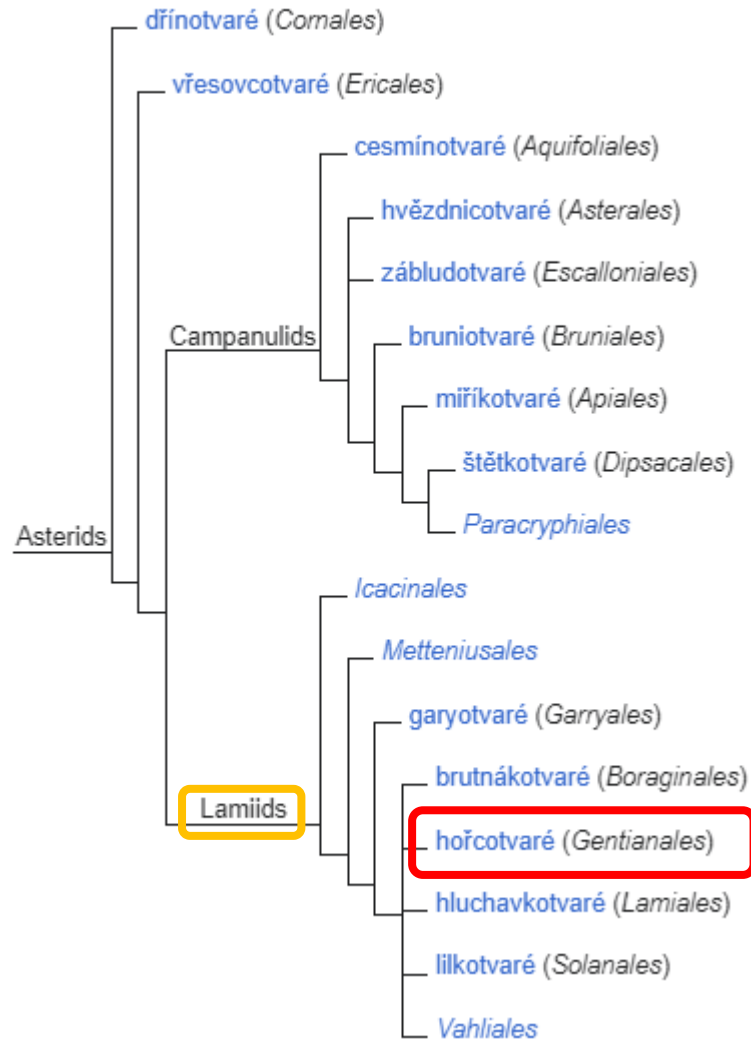 dřínotvaré (Cornales)
vřesovcotvaré (Ericales)
cesmínotvaré (Aquifoliales)
hvězdnicotvaré (Asterales)
zábludotvaré (Escalloniales)
Campanulids
bruniotvaré (Bruniales)
miříkotvaré (Apiales)
štětkotvaré (Dipsacales)
Paracryphiales
Asterids
Icacinales
Metteniusales
garyotvaré (Garryales)
brutnákotvaré (Boraginales)
Lamiids
hořcotvaré (Gentianales)
hluchavkotvaré (Lamiales)
lilkotvaré (Solanales)
Vahliales